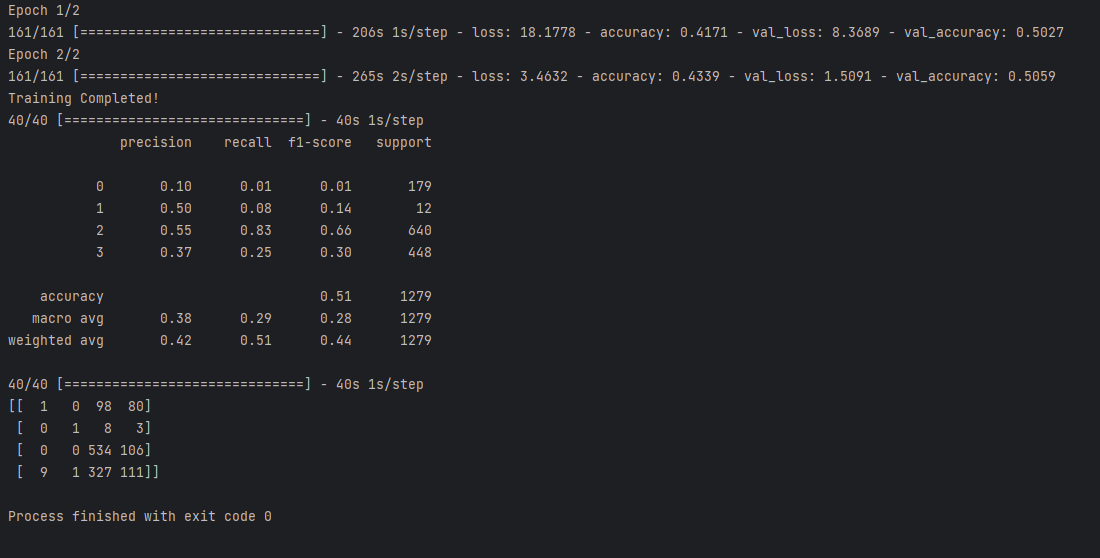 Epoch 1/2
161/161 [==============================] - 206s 1s/step - loss: 18.1778 - accuracy: 0.4171 - val_loss: 8.3689 - val_accuracy: 0.5027
Epoch 2/2
161/161 [==============================] - 265s 2s/step - loss: 3.4632 - accuracy: 0.4339 - val_loss: 1.5091 - val_accuracy: 0.5059
Training Completed!
40/40 [==============================] - 40s 1s/step
              precision    recall  f1-score   support

           0       0.10      0.01      0.01       179
           1       0.50      0.08      0.14        12
           2       0.55      0.83      0.66       640
           3       0.37      0.25      0.30       448

    accuracy                           0.51      1279
   macro avg       0.38      0.29      0.28      1279
weighted avg       0.42      0.51      0.44      1279

40/40 [==============================] - 40s 1s/step
[[  1   0  98  80]
 [  0   1   8   3]
 [  0   0 534 106]
 [  9   1 327 111]]

Process finished with exit code 0